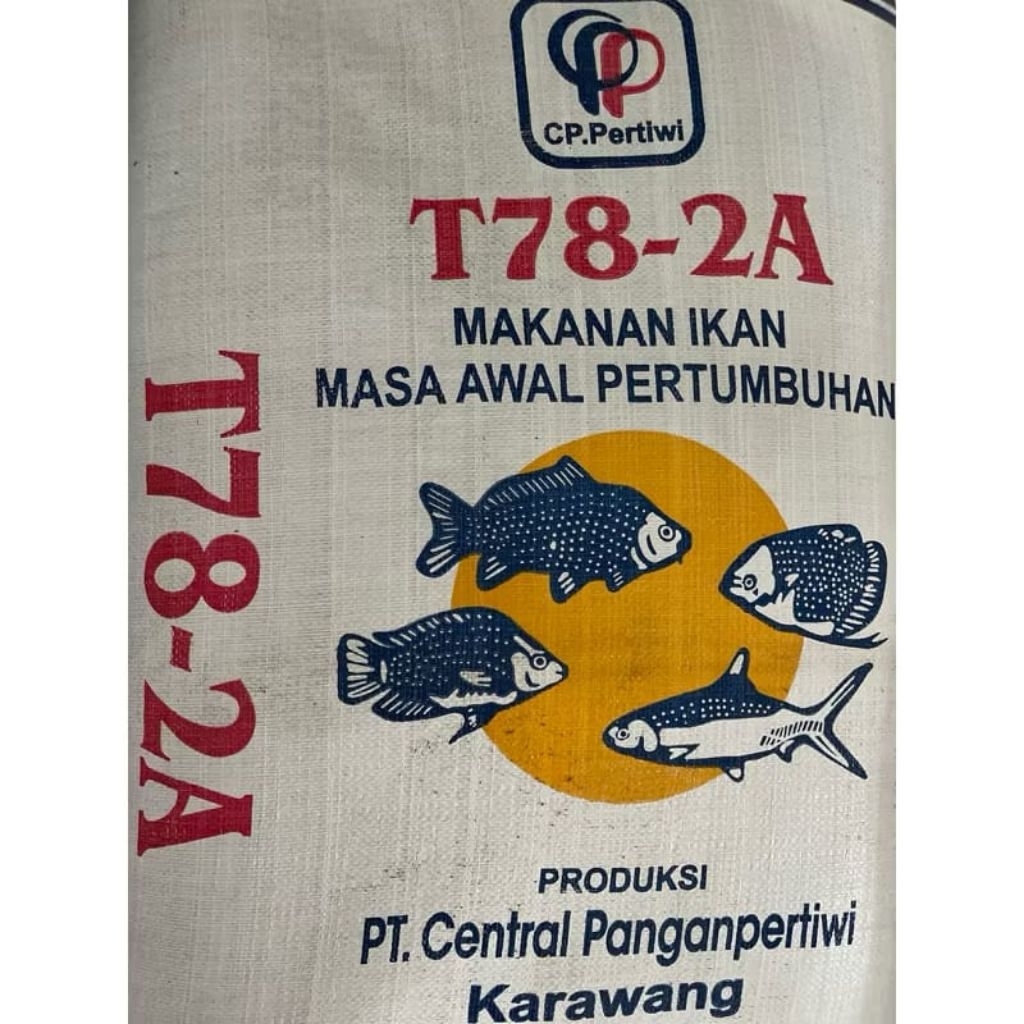 CP.Pertiwi
T78-2A
MAKANAN IKAN
MASA AWAL PERTUMBUHAN
T78-2A
PRODUKSI
PT. Central Panganpertiwi
Karawang